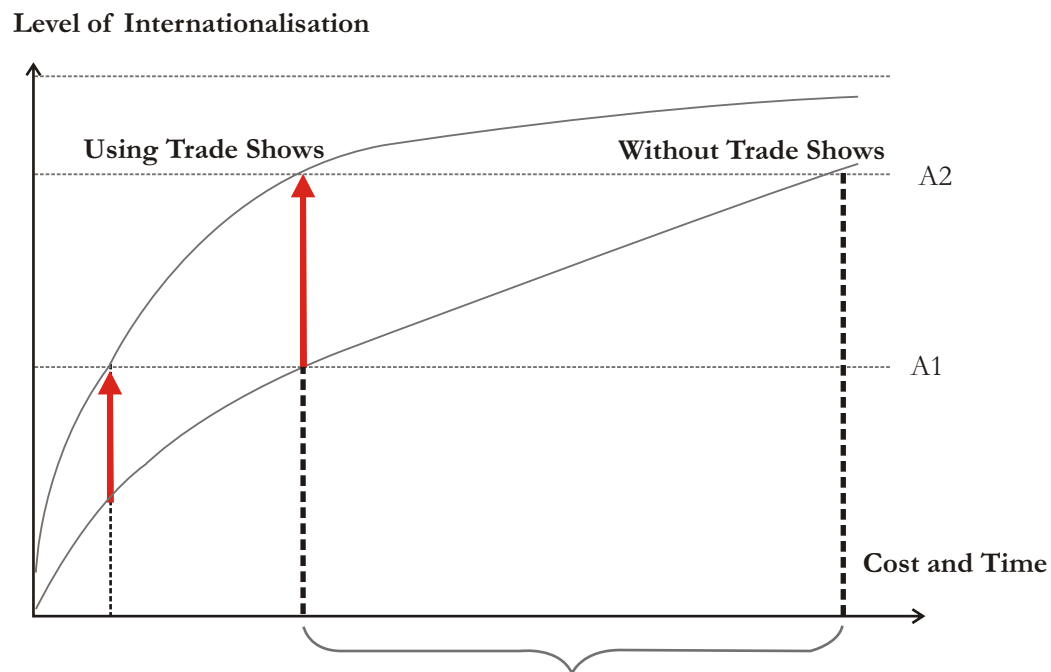 Level of Internationalisation
Using Trade Shows
Without Trade Shows
A2
A1
Cost and Time